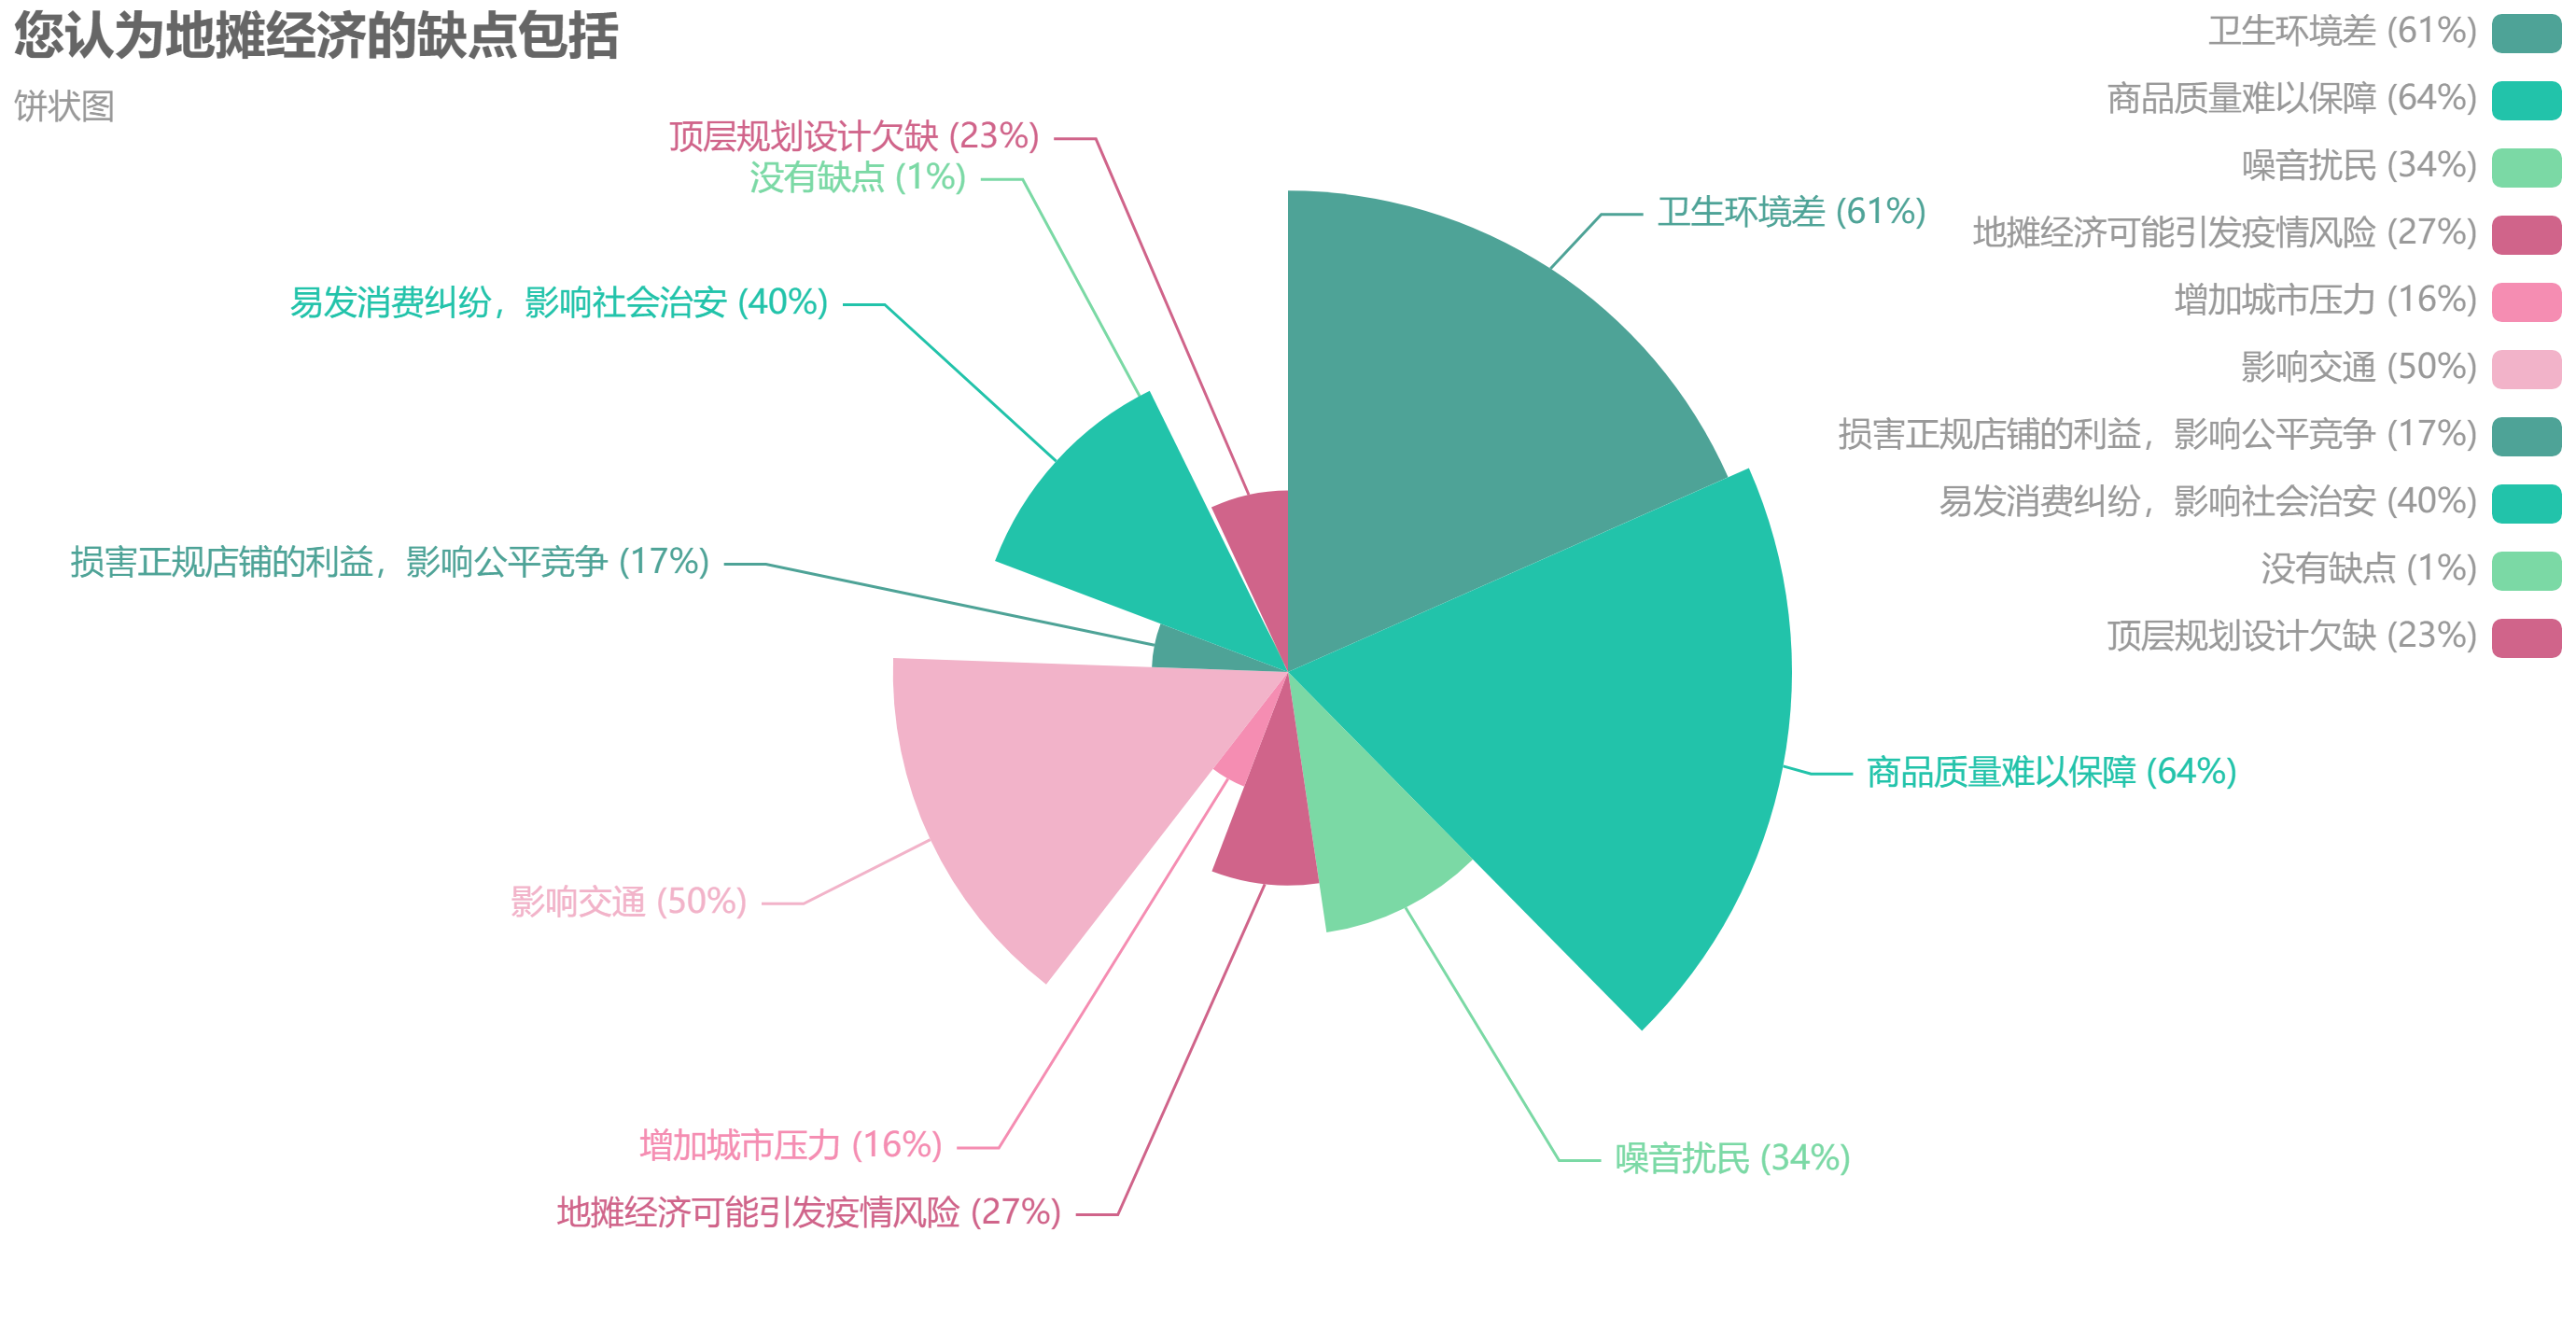 您认为地摊经济的缺点包括
饼状图
卫生环境差 (61%)
商品质量难以保障 (64%)
噪音扰民 (34%)
地摊经济可能引发疫情风险 (27%)
增加城市压力 (16%)
影响交通 (50%)
损害正规店铺的利益，影响公平竞争 (17%)
易发消费纠纷，影响社会治安 (40%)
没有缺点 (1%)
顶层规划设计欠缺 (23%)
顶层规划设计欠缺 (23%)
没有缺点 (1%)
卫生环境差 (61%)
易发消费纠纷，影响社会治安 (40%)
损害正规店铺的利益，影响公平竞争 (17%)
商品质量难以保障 (64%)
影响交通 (50%)
增加城市压力 (16%)
噪音扰民 (34%)
地摊经济可能引发疫情风险 (27%)